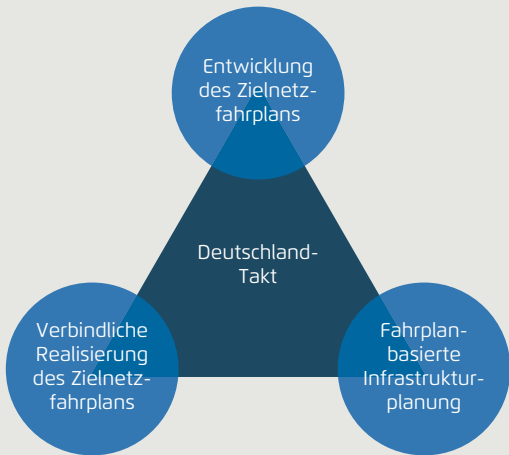 Entwicklung
des Zielnetz-
fahrplans
Deutschland-
Takt
Verbindliche
Realisierung
des Zielnetz-
fahrplans
Fahrplan-
basierte
Infrastruktur-
planung